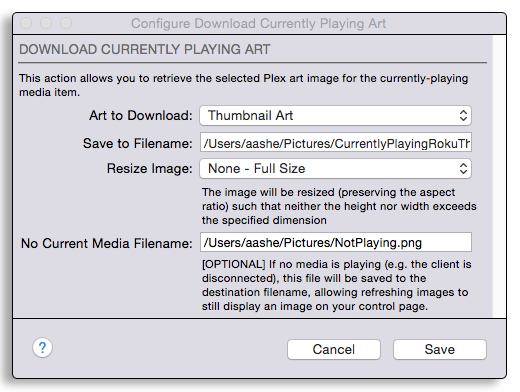 Configure Download Currently Playing Art
DOWNLOAD CURRENTLY PLAYING ART
This action allows you to retrieve the selected Plex art image for the currently-playing
media item.
Art to Download: Thumbnail Art
Save to Filename: /Users/aashe/Pictures/CurrentlyPlayingRokuTh
Resize Image: None - Full Size
The image will be resized (preserving the aspect
ratio) such that neither the height nor width exceeds
the specified dimension
No Current Media Filename: /Users/aashe/Pictures/NotPlaying.png
[OPTIONAL] If no media is playing (e.g. the client is
disconnected), this file will be saved to the
destination filename, allowing refreshing images to
still display an image on your control page.
? Cancel Save